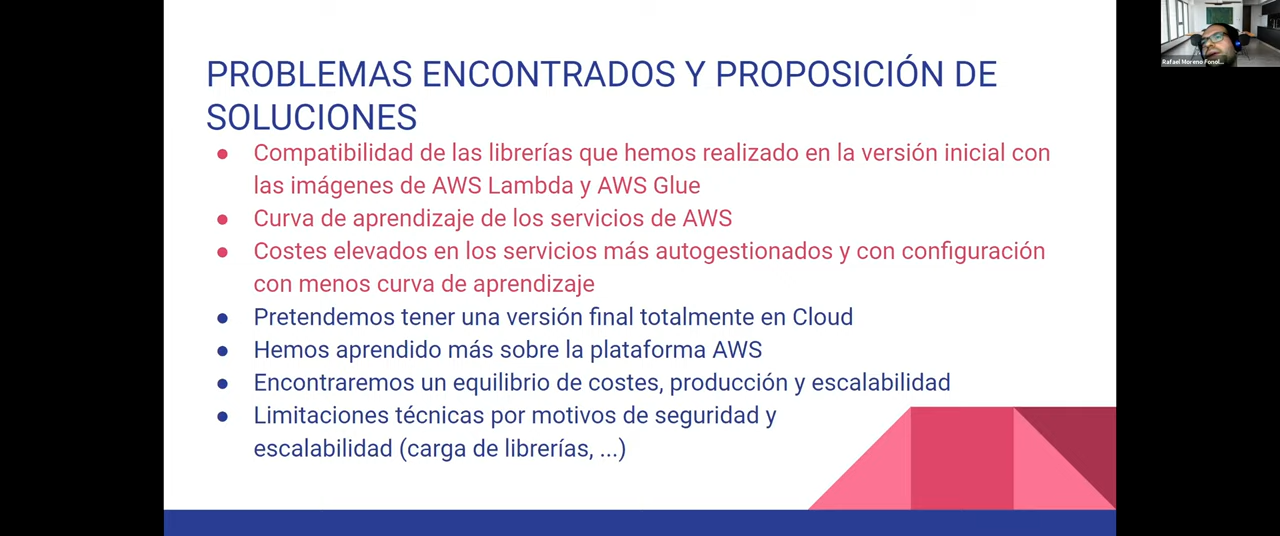 PROBLEMAS ENCONTRADOS Y PROPOSICIÓN DE
SOLUCIONES
● Compatibilidad de las librerías que hemos realizado en la versión inicial con
las imágenes de AWS Lambda y AWS Glue
● Curva de aprendizaje de los servicios de AWS
● Costes elevados en los servicios más autogestionados y con configuración
con menos curva de aprendizaje
● Pretendemos tener una versión final totalmente en Cloud
● Hemos aprendido más sobre la plataforma AWS
● Encontraremos un equilibrio de costes, producción y escalabilidad
● Limitaciones técnicas por motivos de seguridad y
escalabilidad (carga de librerías, ...)
Rafael Moreno Fonol...